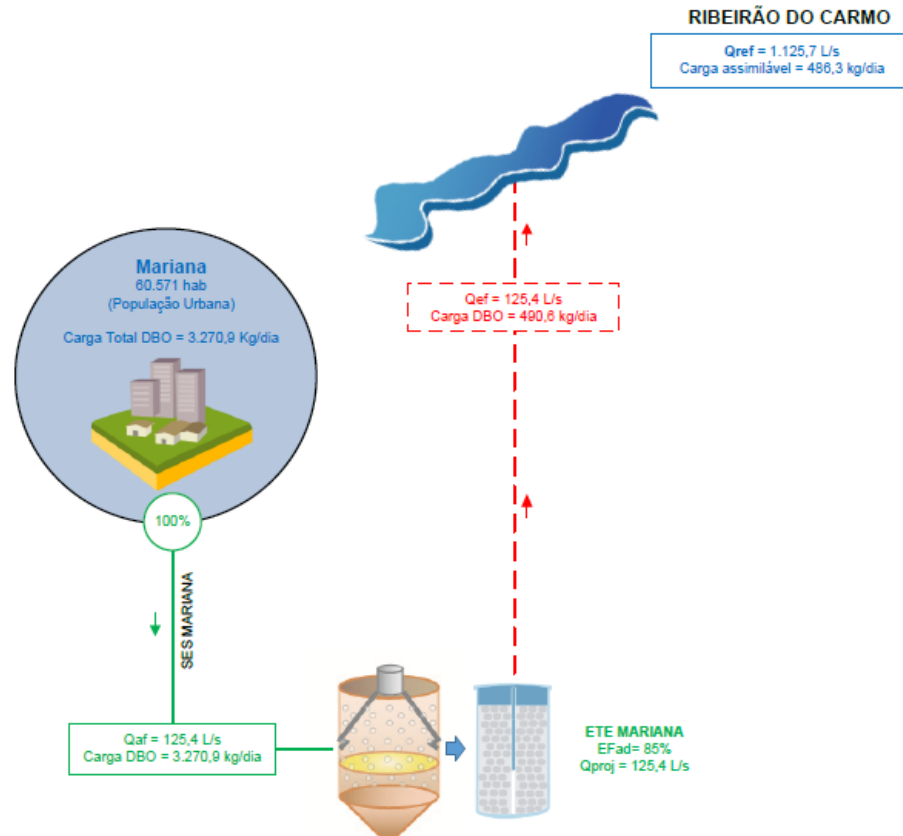 RIBEIRÃO DO CARMO
Qref = 1.125,7 L/s
Carga assimilável = 486,3 kg/dia
Mariana
60.571 hab
(População Urbana)
Carga Total DBO = 3.270,9 Kg/dia
Qef = 125,4 L/s
Carga DBO = 490,6 kg/dia
100%
SES MARIANA
Qaf = 125,4 L/s
Carga DBO = 3.270,9 kg/dia
ETE MARIANA
EFad= 85%
Qproj = 125,4 L/s